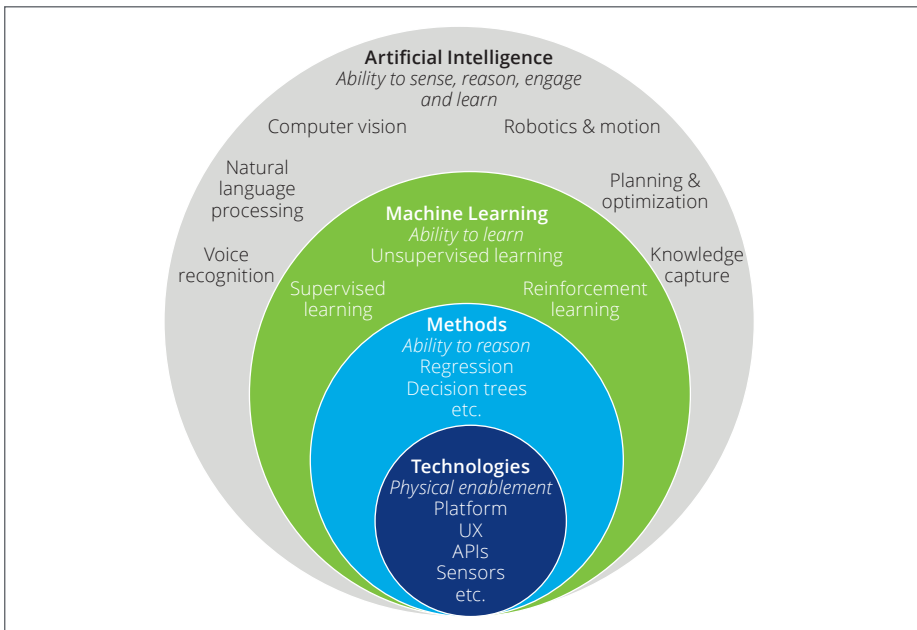 Artificial Intelligence
Ability to sense, reason, engage
and learn
Computer vision
Robotics & motion
Natural
language
processing
Planning &
optimization
Voice
recognition
Knowledge
capture
Machine Learning
Ability to learn
Unsupervised learning
Supervised
learning
Reinforcement
learning
Methods
Ability to reason
Regression
Decision trees
etc.
Technologies
Physical enablement
Platform
UX
APIs
Sensors
etc.